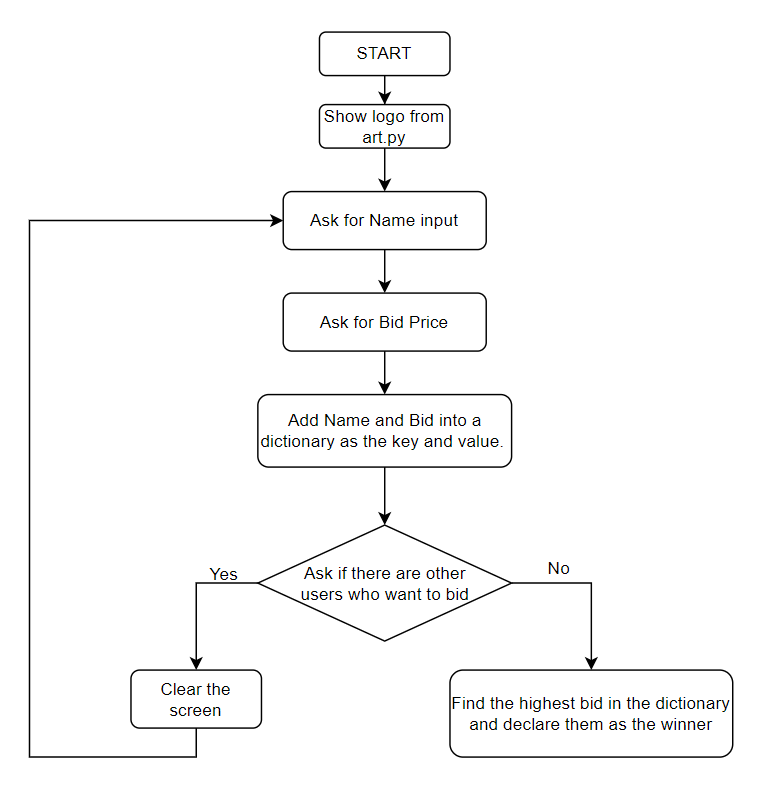 START
Show logo from
art.py
Ask for Name input
Ask for Bid Price
Add Name and Bid into a
dictionary as the key and value.
Ask if there are other
users who want to bid
Yes
No
Clear the
screen
Find the highest bid in the dictionary
and declare them as the winner